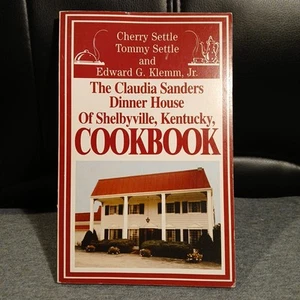 Cherry Settle
Tommy Settle
and
Edward G. Klemm, Jr.
The Claudia Sanders
Dinner House
Of Shelbyville, Kentucky,
COOKBOOK